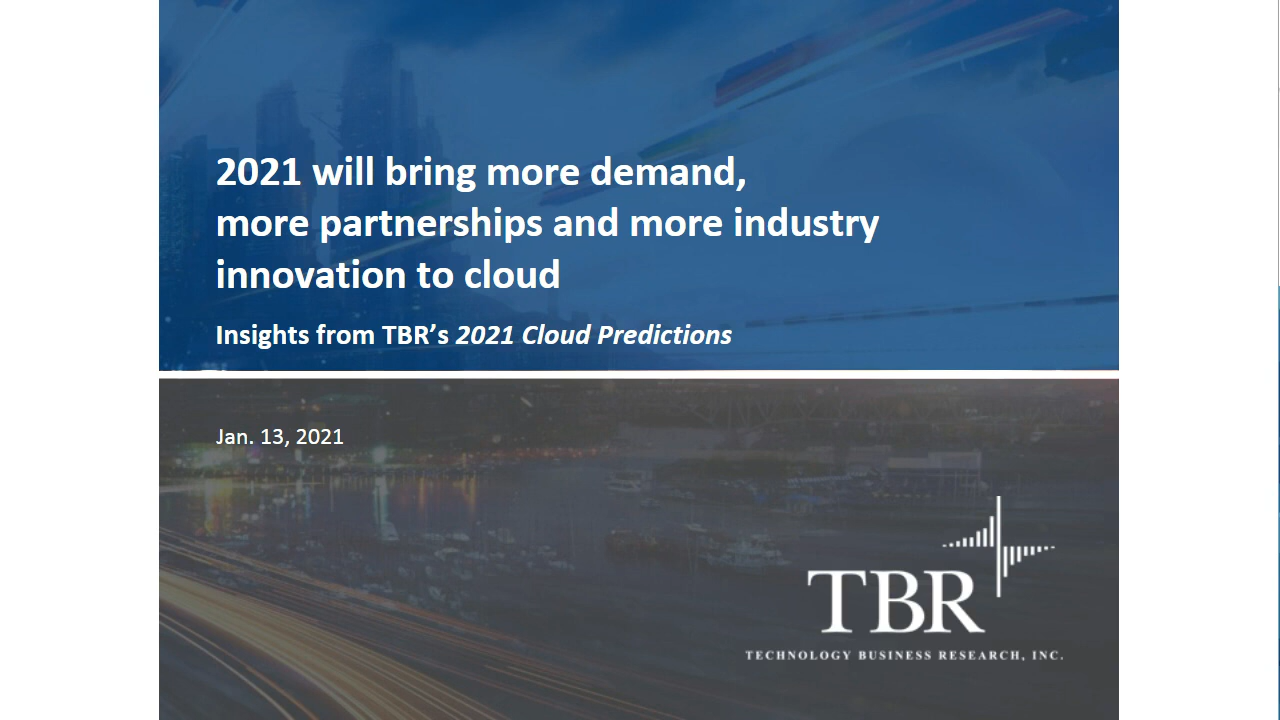 2021 will bring more demand,
more partnerships and more industry
innovation to cloud
Insights from TBR’s 2021 Cloud Predictions
Jan. 13, 2021
TBR
TECHNOLOGY BUSINESS RESEARCH, INC.